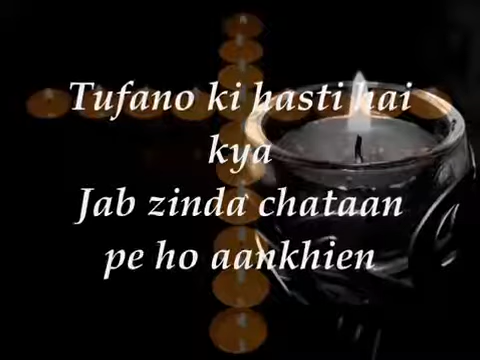 Tufano ki hasti hai
kya
Jab zinda chataan
pe ho aankhien